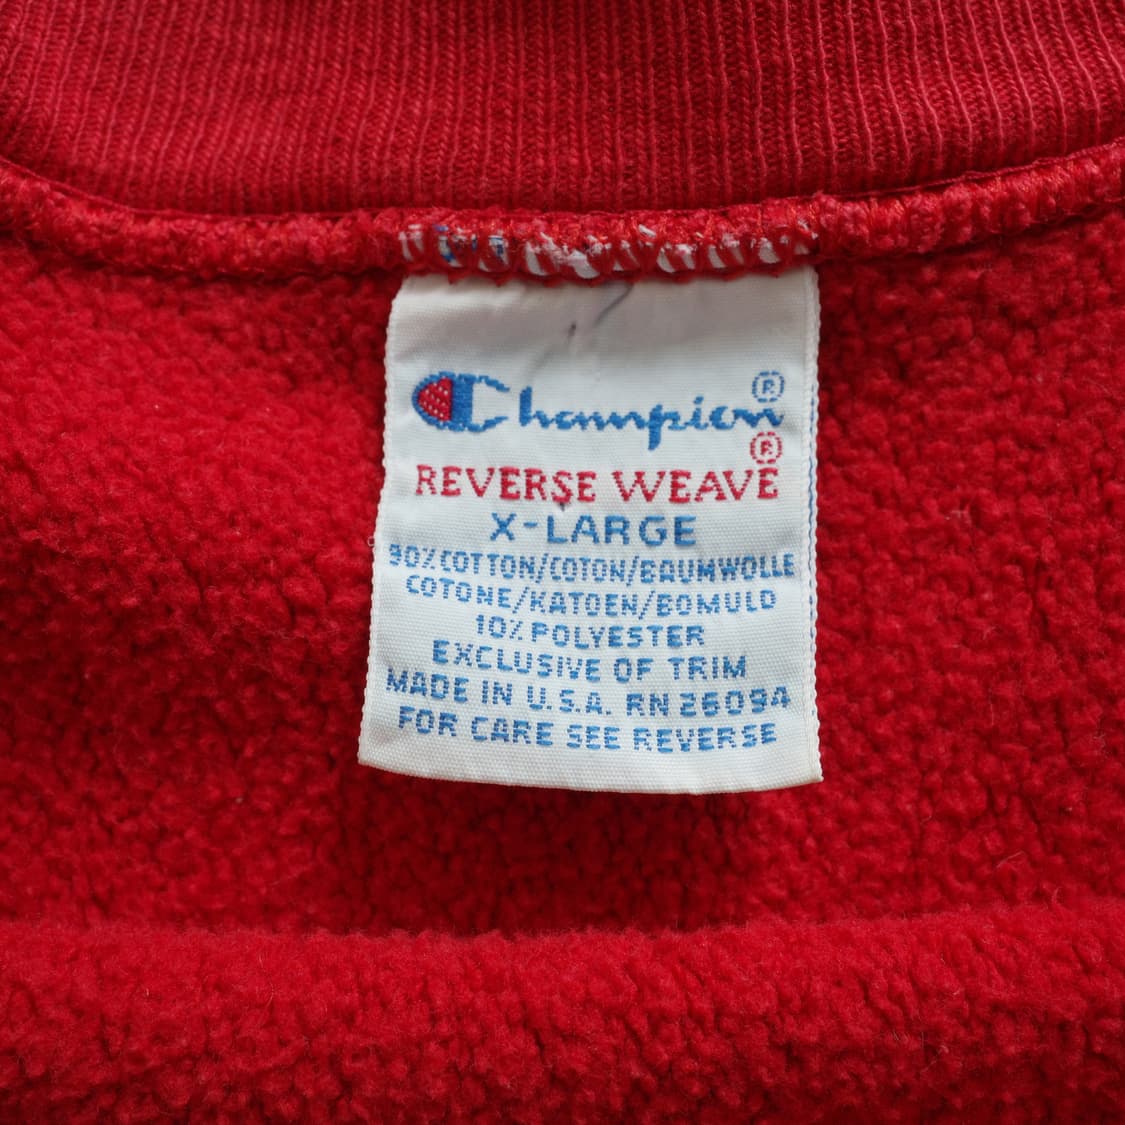 Champion®
REVERSE WEAVE®
X-LARGE
90% COTTON/COTON/BAUMWOLLE
COTONE/KATOEN/BOMULD
10% POLYESTER
EXCLUSIVE OF TRIM
MADE IN U.S.A. RN 26094
FOR CARE SEE REVERSE